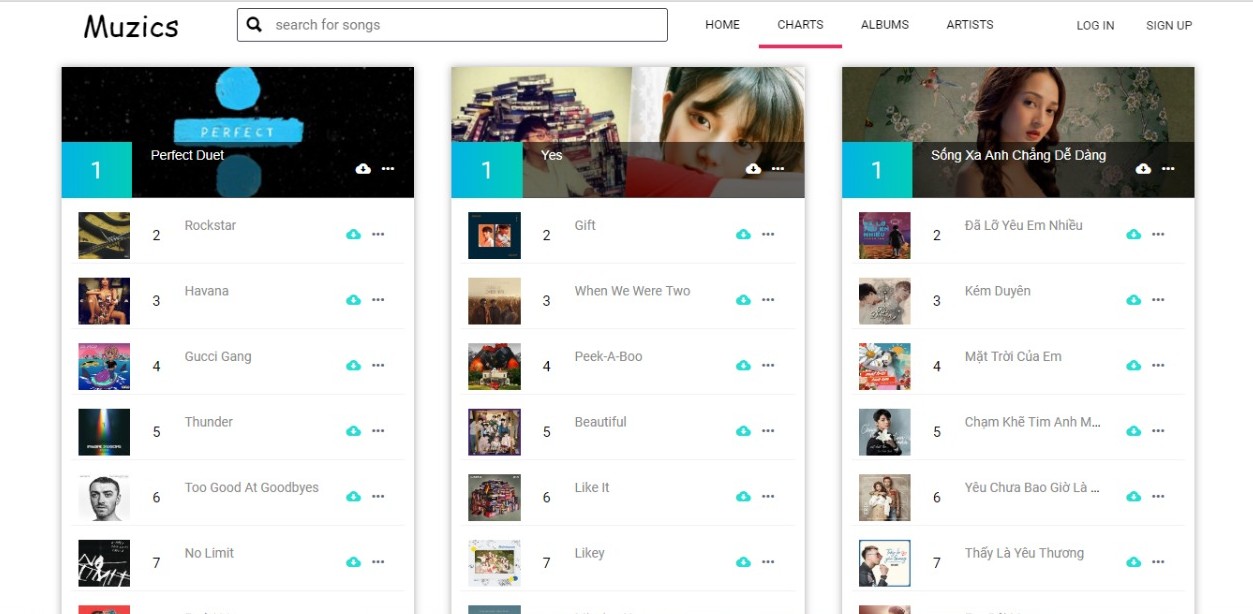 Muzics
search for songs
HOME
CHARTS
ALBUMS
ARTISTS
LOG IN
SIGN UP
PERFECT
1
Perfect Duet
2
Rockstar
3
Havana
4
Gucci Gang
5
Thunder
6
Too Good At Goodbyes
7
No Limit
1
Yes
2
Gift
3
When We Were Two
4
Peek-A-Boo
5
Beautiful
6
Like It
7
Likey
1
Sống Xa Anh Chẳng Dễ Dàng
2
Đã Lỡ Yêu Em Nhiều
3
Kém Duyên
4
Mặt Trời Của Em
5
Chạm Khẽ Tim Anh M...
6
Yêu Chưa Bao Giờ Là ...
7
Thấy Là Yêu Thương